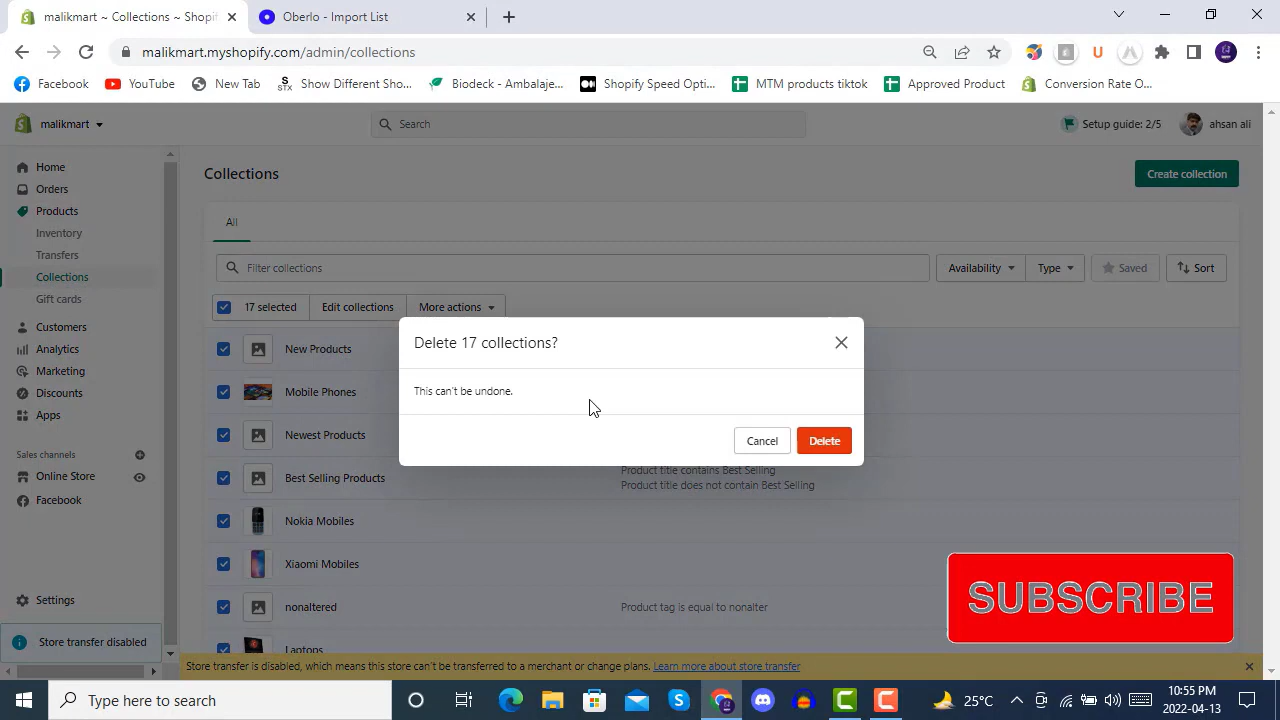 malikmart ~ Collections ~ Shopif
Oberlo - Import List
malikmart.myshopify.com/admin/collections
Facebook
YouTube
New Tab
STX
Show Different Sho...
Biodeck - Ambalaje...
Shopify Speed Opti...
MTM products tiktok
Approved Product
Conversion Rate O...
malikmart
Search
Setup guide: 2/5
ahsan ali
Home
Orders
Products
Inventory
Transfers
Collections
Gift cards
Customers
Analytics
Marketing
Discounts
Apps
Sales channels
Online Store
Facebook
Settings
Store transfer disabled
Collections
Create collection
All
Filter collections
Availability
Type
Saved
Sort
17 selected
Edit collections
More actions
New Products
Mobile Phones
Newest Products
Best Selling Products
Product title contains Best Selling
Product title does not contain Best Selling
Nokia Mobiles
Xiaomi Mobiles
nonaltered
Product tag is equal to nonalter
Laptops
Delete 17 collections?
This can't be undone.
Cancel
Delete
SUBSCRIBE
Store transfer is disabled, which means this store can't be transferred to a merchant or change plans. Learn more about store transfer
Type here to search
25°C
10:55 PM
2022-04-13